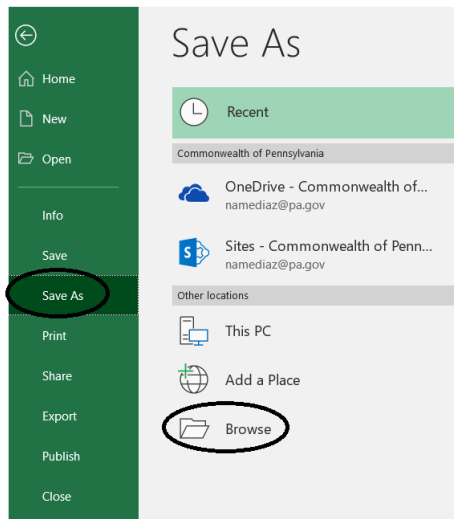 Save As
Home
New
Open
Info
Save
Save As
Print
Share
Export
Publish
Close
Recent
Commonwealth of Pennsylvania
OneDrive - Commonwealth of...
namediaz@pa.gov
S
Sites - Commonwealth of Penn...
namediaz@pa.gov
Other locations
This PC
Add a Place
Browse